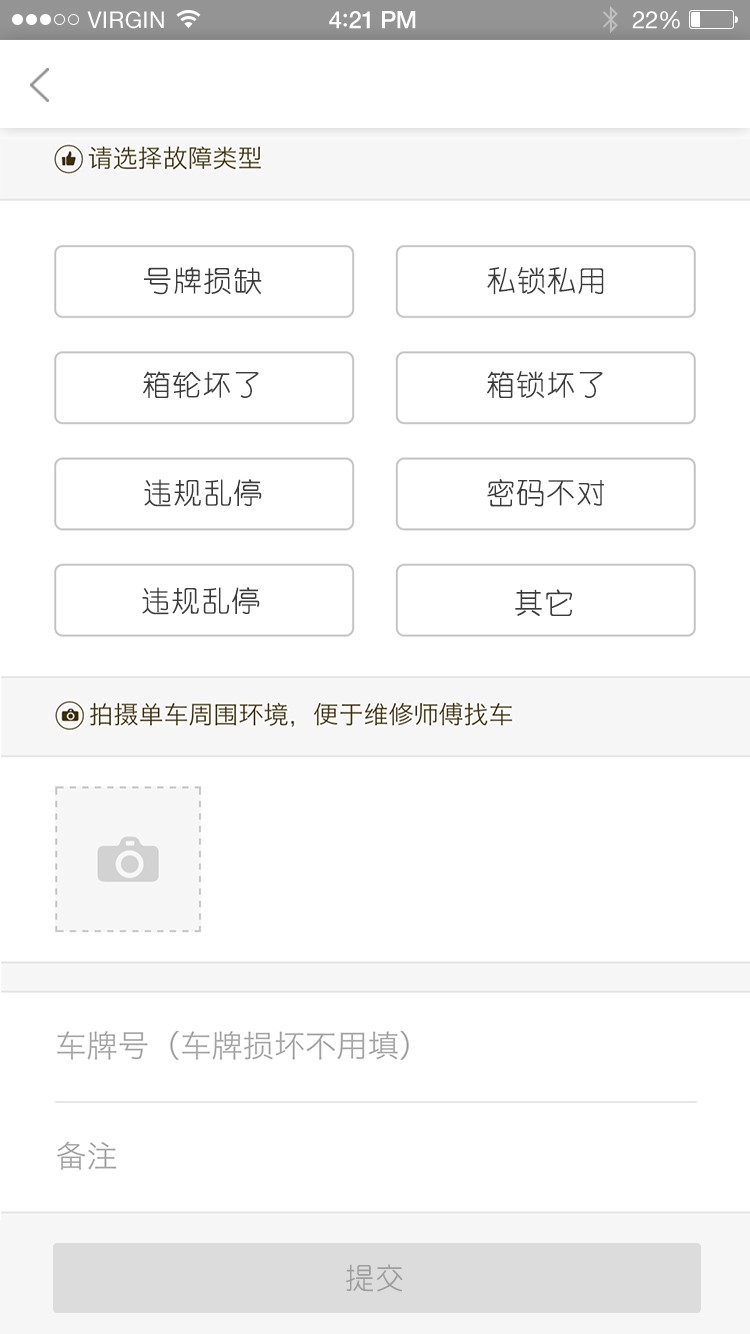 VIRGIN 4:21 PM 22%
请选择故障类型
号牌损缺 私锁私用
箱轮坏了 箱锁坏了
违规乱停 密码不对
违规乱停 其它
拍摄单车周围环境，便于维修师傅找车
车牌号（车牌损坏不用填）
备注
提交